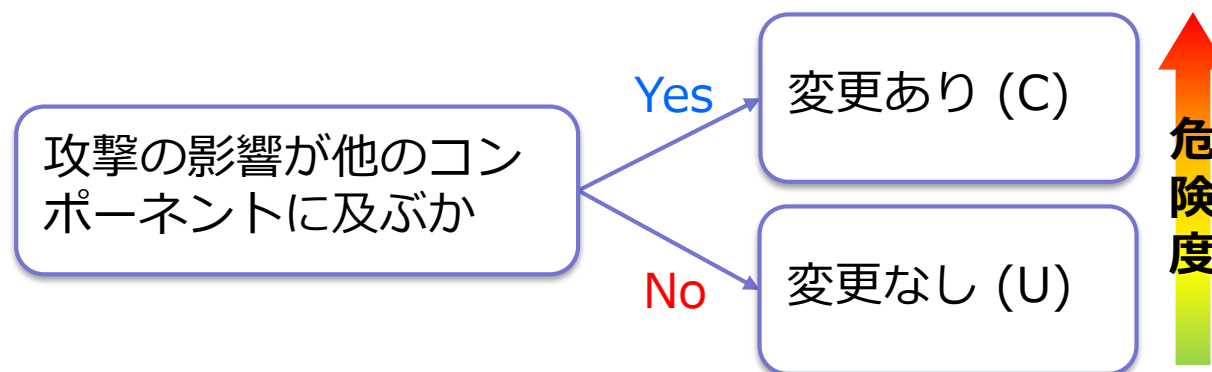 攻撃の影響が他のコン
ポーネントに及ぶか
Yes
変更あり (C)
No
変更なし (U)
危
険
度